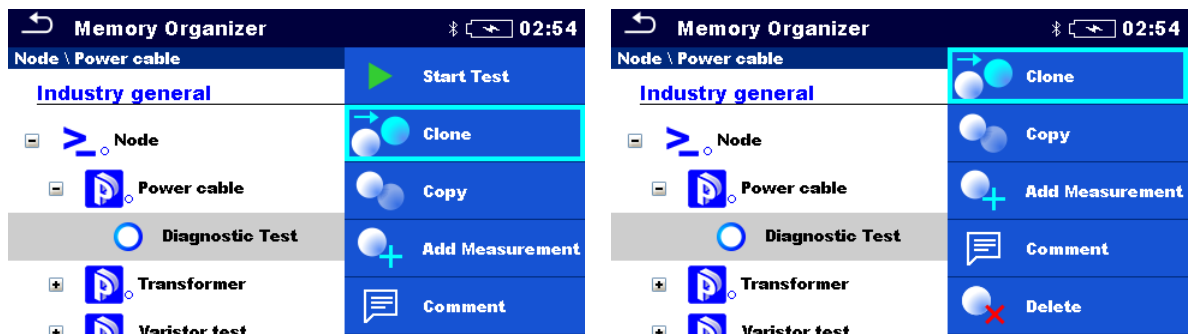 Memory Organizer
02:54
Node \ Power cable
Industry general
Node
Power cable
Diagnostic Test
Transformer
Varistor test
Start Test
Clone
Copy
Add Measurement
Comment
Memory Organizer
02:54
Node \ Power cable
Industry general
Node
Power cable
Diagnostic Test
Transformer
Varistor test
Clone
Copy
Add Measurement
Comment
Delete